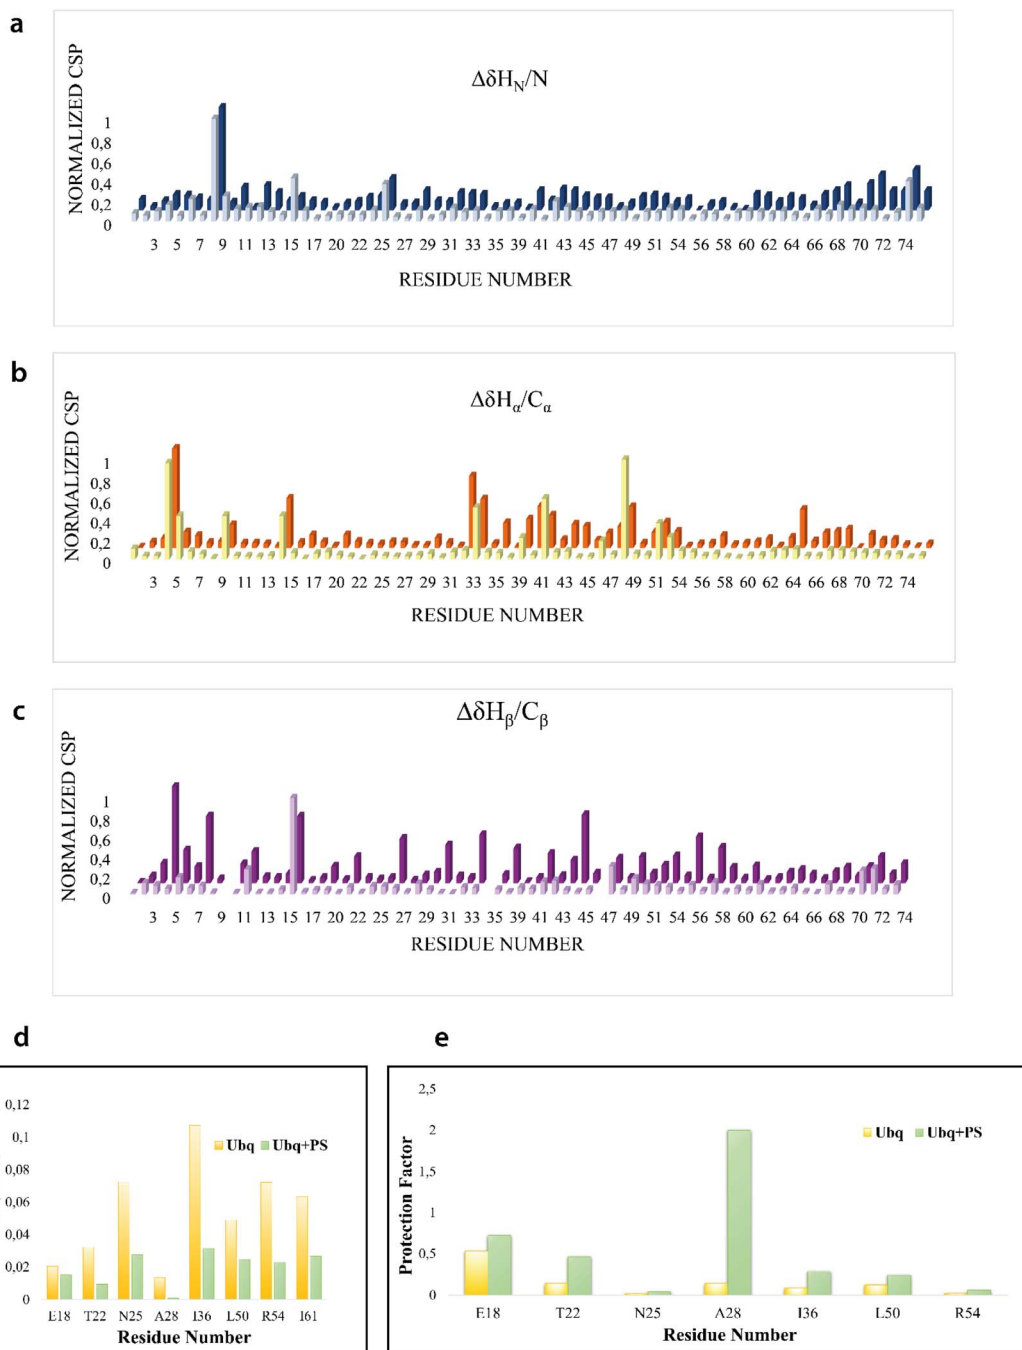 a
NORMALIZED CSP
ΔδH_N/N
1
0,8
0,6
0,4
0,2
0
3 5 7 9 11 13 15 17 20 22 25 27 29 33 35 39 41 43 45 49 51 54 56 58 60 62 64 66 68 70 72 74
RESIDUE NUMBER
b
NORMALIZED CSP
ΔδH_α/C_α
1
0,8
0,6
0,4
0,2
0
3 5 7 9 11 13 15 17 20 22 25 27 29 31 33 35 39 41 43 45 47 49 51 54 56 58 60 62 64 66 68 70 72 74
RESIDUE NUMBER
c
NORMALIZED CSP
ΔδH_β/C_β
1
0,8
0,6
0,4
0,2
0
3 5 7 9 11 13 15 17 20 22 25 27 29 31 33 35 39 41 43 45 47 49 51 54 56 58 60 62 64 66 68 70 72 74
RESIDUE NUMBER
d
0,12
0,1
0,08
0,06
0,04
0,02
0
Ubq Ubq+PS
E18 T22 N25 A28 I36 L50 R54 I61
Residue Number
e
Protection Factor
2,5
2
1,5
1
0,5
0
Ubq Ubq+PS
E18 T22 N25 A28 I36 L50 R54
Residue Number